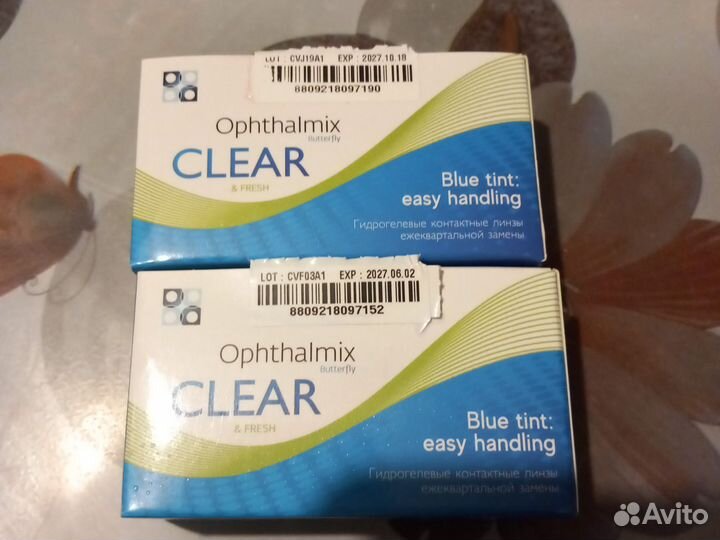 LOT : CVJ19A1 EXP : 2027.10.18
8809218097190
Ophthalmix
Butterfly
CLEAR
& FRESH
Blue tint:
easy handling
Гидрогелевые контактные линзы
ежеквартальной замены
LOT : CVF03A1 EXP : 2027.06.02
8809218097152
Ophthalmix
Butterfly
CLEAR
& FRESH
Blue tint:
easy handling
Гидрогелевые контактные линзы
ежеквартальной замены
Avito